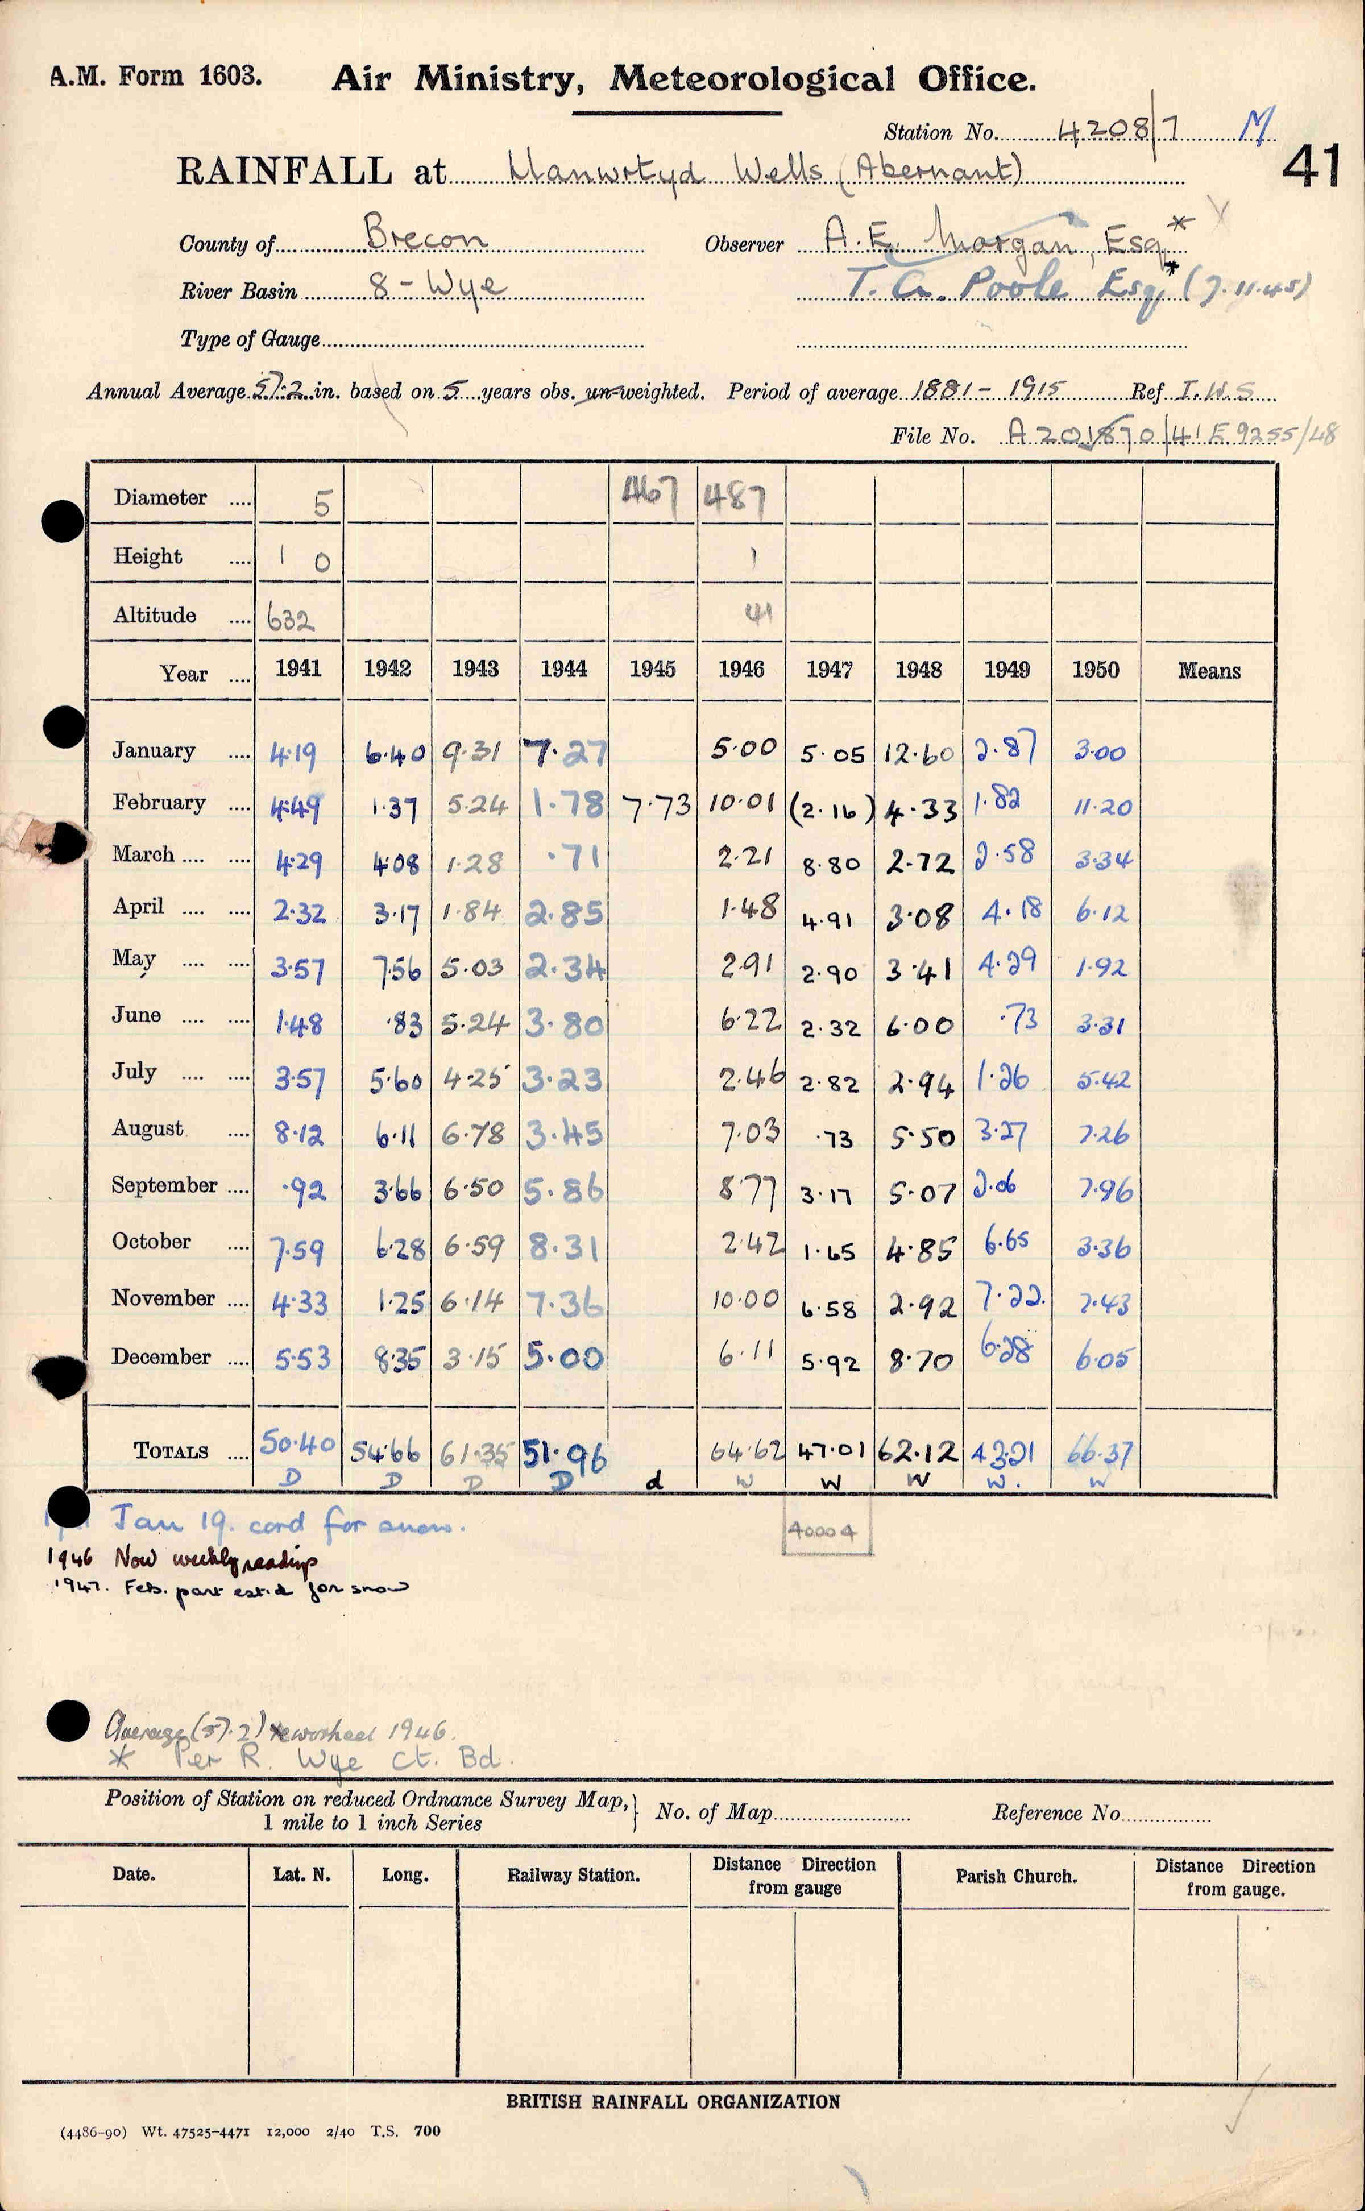 A.M. Form 1603. Air Ministry, Meteorological Office.
Station No. 4208/7 M
41
RAINFALL at Llanwrtyd Wells (Abernant)
County of Brecon Observer A. E. Morgan, Esq *
River Basin 8 - Wye T. G. Poole Esq * (7.11.45)
Type of Gauge
Annual Average 57.2 in. based on 5 years obs. un-weighted. Period of average 1881 - 1915 Ref I.W.S
File No. A201870/41 E9255/48
Diameter .... 5 467 487
Height .... 1 0 1
Altitude .... 632 41
Year .... 1941 1942 1943 1944 1945 1946 1947 1948 1949 1950 Means
January .... 4.19 6.40 9.31 7.27 5.00 5.05 12.60 2.87 3.00
February .... 4.49 1.37 5.24 1.78 7.73 10.01 (2.16) 4.33 1.82 11.20
March .... .... 4.29 4.08 1.28 .71 2.21 8.80 2.72 2.58 3.34
April .... .... 2.32 3.17 1.84 2.85 1.48 4.91 3.08 4.18 6.12
May .... .... 3.57 7.56 5.03 2.34 2.91 2.90 3.41 4.29 1.92
June .... .... 1.48 .83 5.24 3.80 6.22 2.32 6.00 .73 3.31
July .... .... 3.57 5.60 4.25 3.23 2.46 2.82 2.94 1.26 5.42
August .... 8.12 6.11 6.78 3.45 7.03 .73 5.50 3.27 7.26
September .... .92 3.66 6.50 5.86 8.77 3.17 5.07 2.06 7.96
October .... 7.59 6.28 6.59 8.31 2.42 1.65 4.85 6.65 3.36
November .... 4.33 1.25 6.14 7.36 10.00 6.58 2.92 7.22 7.43
December .... 5.53 8.35 3.15 5.00 6.11 5.92 8.70 6.28 6.05
TOTALS .... 50.40 54.66 61.35 51.96 64.62 47.01 62.12 43.21 66.37
D D D D d W W W W. W
Jan 19. cord for snow.
40004
1946 Now weekly readings
1947. Feb. part est.d for snow
Average (57.2) reworked 1946.
* Per R. Wye Ct. Bd.
Position of Station on reduced Ordnance Survey Map, 1 mile to 1 inch Series } No. of Map Reference No
Date. Lat. N. Long. Railway Station. Distance Direction from gauge Parish Church. Distance Direction from gauge.
BRITISH RAINFALL ORGANIZATION
(4486-90) Wt. 47525-4471 12,000 2/40 T.S. 700